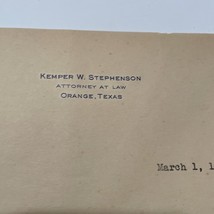 KEMPER W. STEPHENSON
ATTORNEY AT LAW
ORANGE, TEXAS
March 1, 1